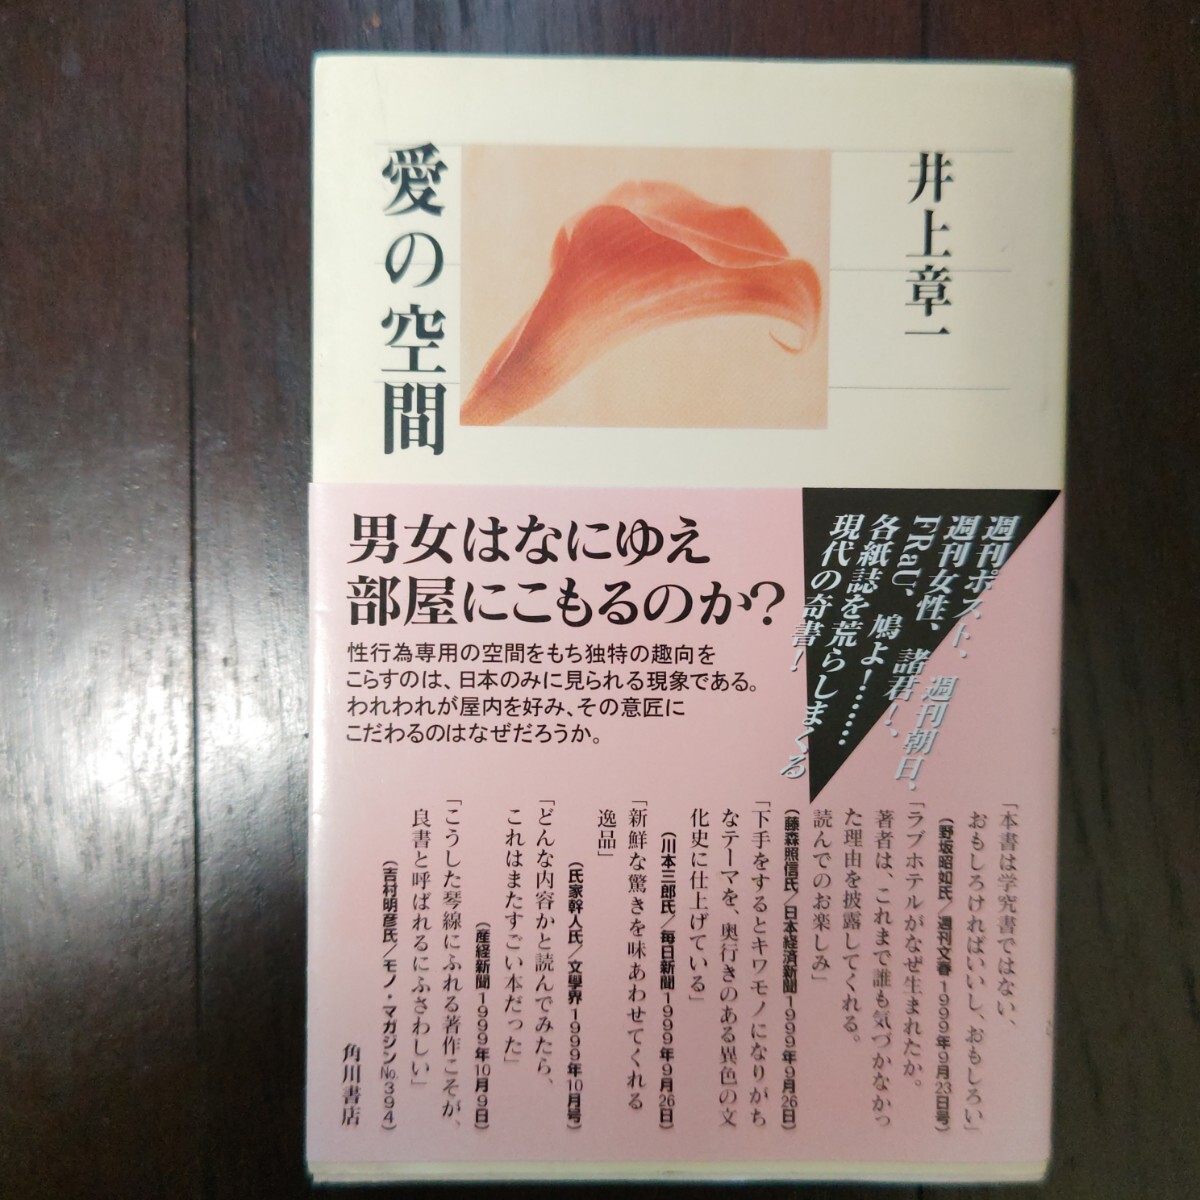 井上章一
愛の空間
男女はなにゆえ
部屋にこもるのか?
性行為専用の空間をもち独特の趣向を
こらすのは、日本のみに見られる現象である。
われわれが屋内を好み、その意匠に
こだわるのはなぜだろうか。
週刊ポスト、
週刊女性、週刊朝日、
FRaU、諸君!、
各紙誌を荒らしまくる
鳩よ!……
現代の奇書!
「本書は学究書ではない、
おもしろければいいし、おもしろい」
(野坂昭如氏/週刊文春1999年9月23日号)
「ラブホテルがなぜ生まれたか。
著者は、これまで誰も気づかなかっ
た理由を披露してくれる。
読んでのお楽しみ」
(藤森照信氏/日本経済新聞1999年9月26日)
「下手をするとキワモノになりがち
なテーマを、奥行きのある異色の文
化史に仕上げている」
(川本三郎氏/毎日新聞1999年9月26日)
「新鮮な驚きを味あわせてくれる
逸品」
(氏家幹人氏/文學界1999年10月号)
「どんな内容かと読んでみたら、
これはまたすごい本だった」
(産経新聞1999年10月9日)
「こうした琴線にふれる著作こそが、
良書と呼ばれるにふさわしい」
(吉村明彦氏/モノ・マガジンNo.394)
角川書店